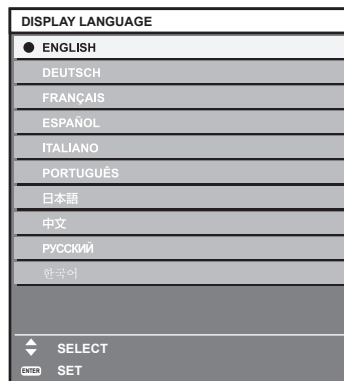 DISPLAY LANGUAGE
ENGLISH
DEUTSCH
FRANÇAIS
ESPAÑOL
ITALIANO
PORTUGUÊS
日本語
中文
РУССКИЙ
한국어
SELECT
ENTER SET